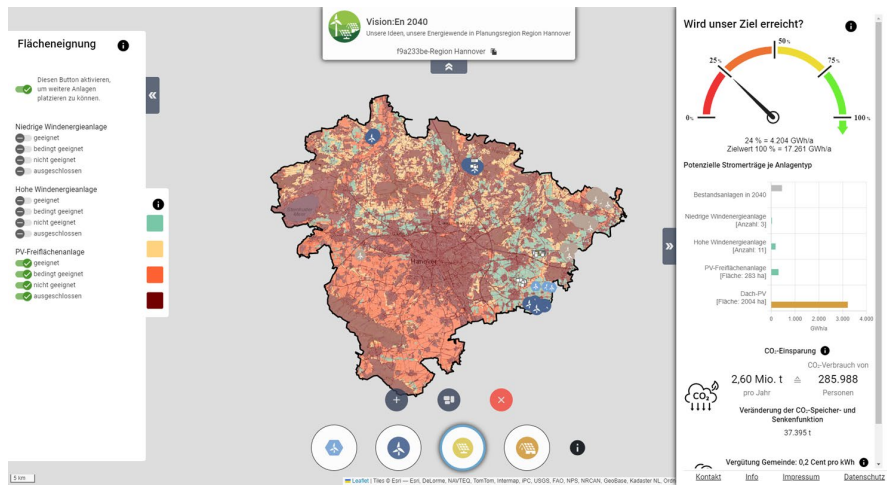 Flächeneignung
Diesen Button aktivieren,
um weitere Anlagen
platzieren zu können.
Niedrige Windenergieanlage
geeignet
bedingt geeignet
nicht geeignet
ausgeschlossen
Hohe Windenergieanlage
geeignet
bedingt geeignet
nicht geeignet
ausgeschlossen
PV-Freiflächenanlage
geeignet
bedingt geeignet
nicht geeignet
ausgeschlossen
5 km
Vision:En 2040
Unsere Ideen, unsere Energiewende in Planungsregion Region Hannover
f9a233be-Region Hannover
Hannover
Leaflet | Tiles © Esri — Esri, DeLorme, NAVTEQ, TomTom, Intermap, iPC, USGS, FAO, NPS, NRCAN, GeoBase, Kadaster NL, Ord
Wird unser Ziel erreicht?
0%
25%
50%
75%
100%
24 % = 4.204 GWh/a
Zielwert 100 % = 17.261 GWh/a
Potenzielle Stromerträge je Anlagentyp
Bestandsanlagen in 2040
Niedrige Windenergieanlage
[Anzahl: 3]
Hohe Windenergieanlage
[Anzahl: 11]
PV-Freiflächenanlage
[Fläche: 283 ha]
Dach-PV
[Fläche: 2004 ha]
0 1.000 2.000 3.000 4.000
GWh/a
CO₂-Einsparung
CO₂-Verbrauch von
2,60 Mio. t ≙ 285.988
pro Jahr Personen
CO₂
Veränderung der CO₂-Speicher- und
Senkenfunktion
37.395 t
Vergütung Gemeinde: 0,2 Cent pro kWh
Kontakt Info Impressum Datenschutz